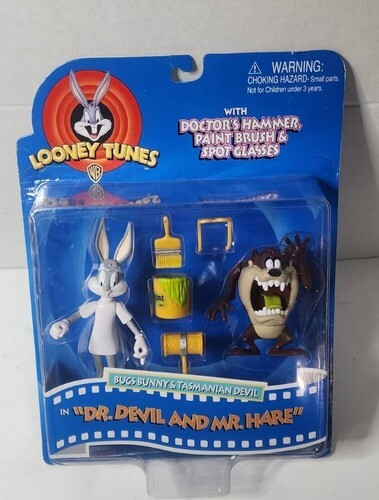 WARNING:
CHOKING HAZARD- Small parts.
Not for Children under 3 years.
WITH
DOCTOR'S HAMMER,
PAINT BRUSH &
SPOT GLASSES
LOONEY TUNES
WB
BUGS BUNNY & TASMANIAN DEVIL
IN "DR. DEVIL AND MR. HARE"